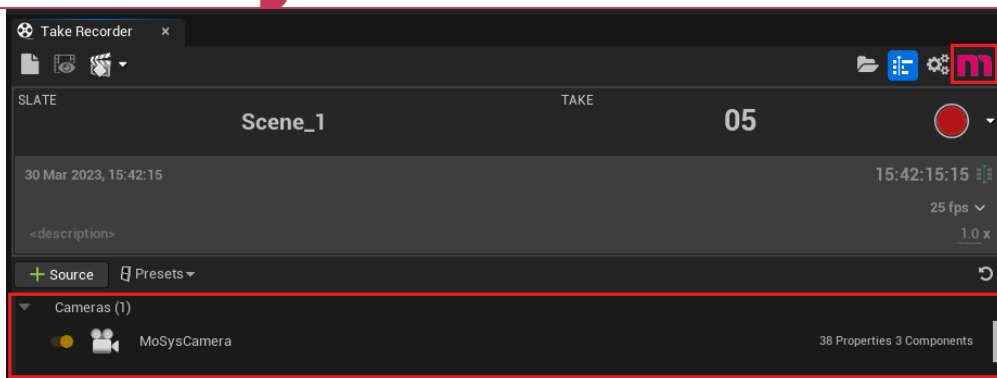 Take Recorder
SLATE
Scene_1
TAKE
05
30 Mar 2023, 15:42:15
15:42:15:15
25 fps
<description>
1.0 x
+ Source
Presets
Cameras (1)
MoSysCamera
38 Properties 3 Components